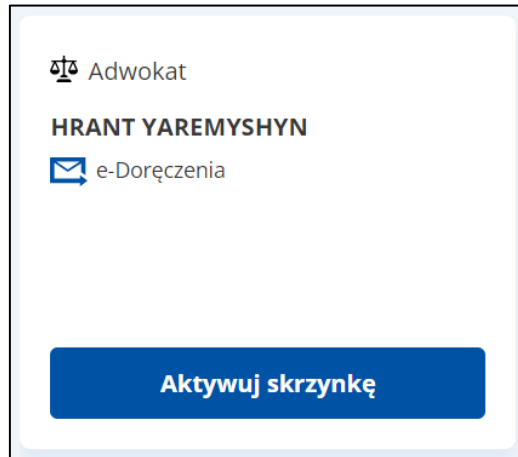 Adwokat
HRANT YAREMYSHYN
e-Doręczenia
Aktywuj skrzynkę